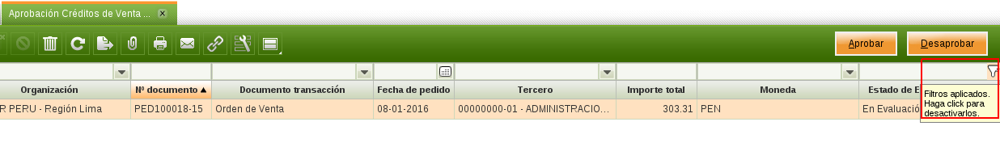 Aprobación Créditos de Venta ...
Aprobar
Desaprobar
Organización
Nº documento
Documento transacción
Fecha de pedido
Tercero
Importe total
Moneda
Estado de E
R PERU - Región Lima
PED100018-15
Orden de Venta
08-01-2016
00000000-01 - ADMINISTRACIO...
303.31
PEN
En Evaluació
Filtros aplicados.
Haga click para
desactivarlos.